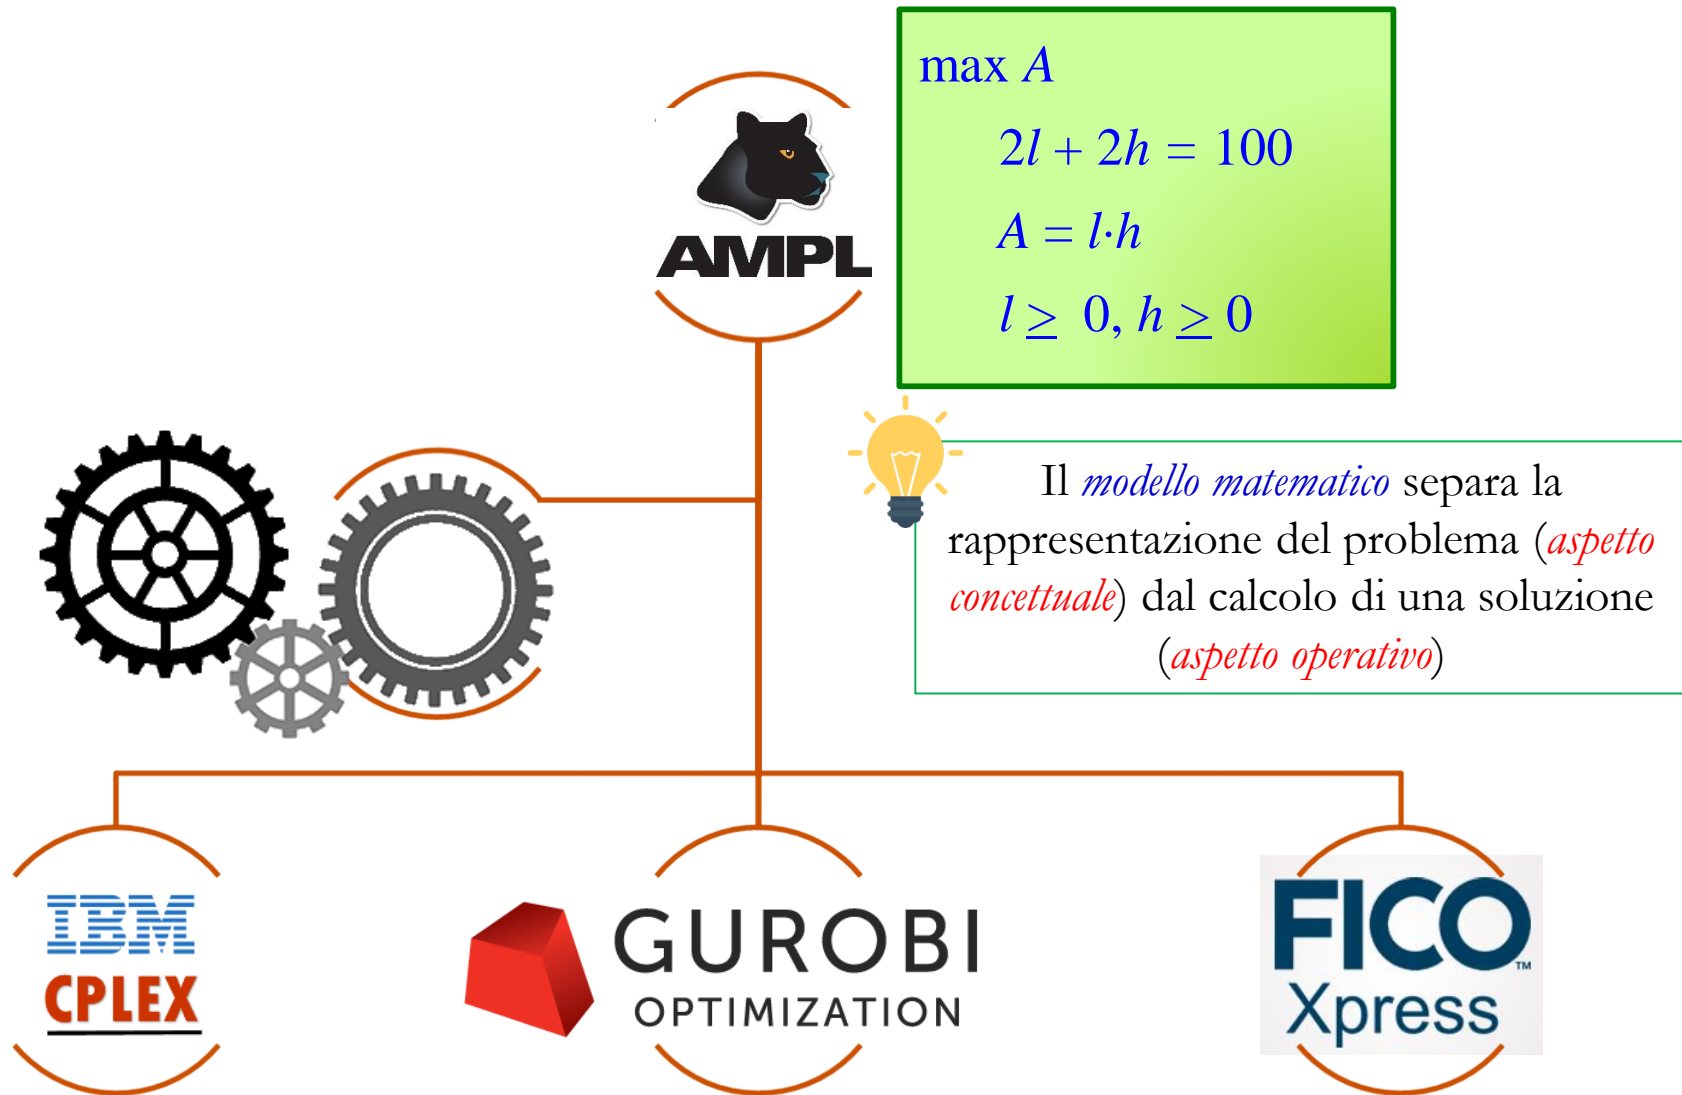 max A
2l + 2h = 100
A = l·h
l ≥ 0, h ≥ 0
AMPL
Il modello matematico separa la
rappresentazione del problema (aspetto
concettuale) dal calcolo di una soluzione
(aspetto operativo)
IBM
CPLEX
GUROBI
OPTIMIZATION
FICO™
Xpress